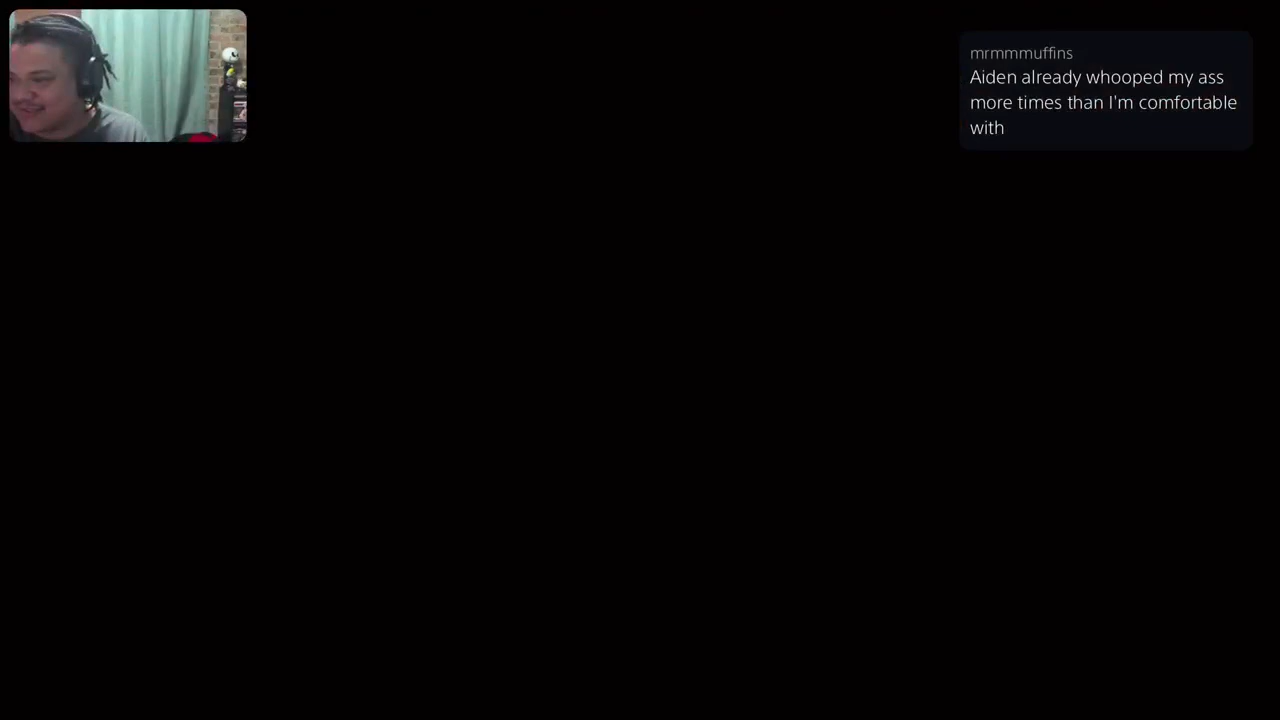 mrmmmuffins
Aiden already whooped my ass
more times than I'm comfortable
with